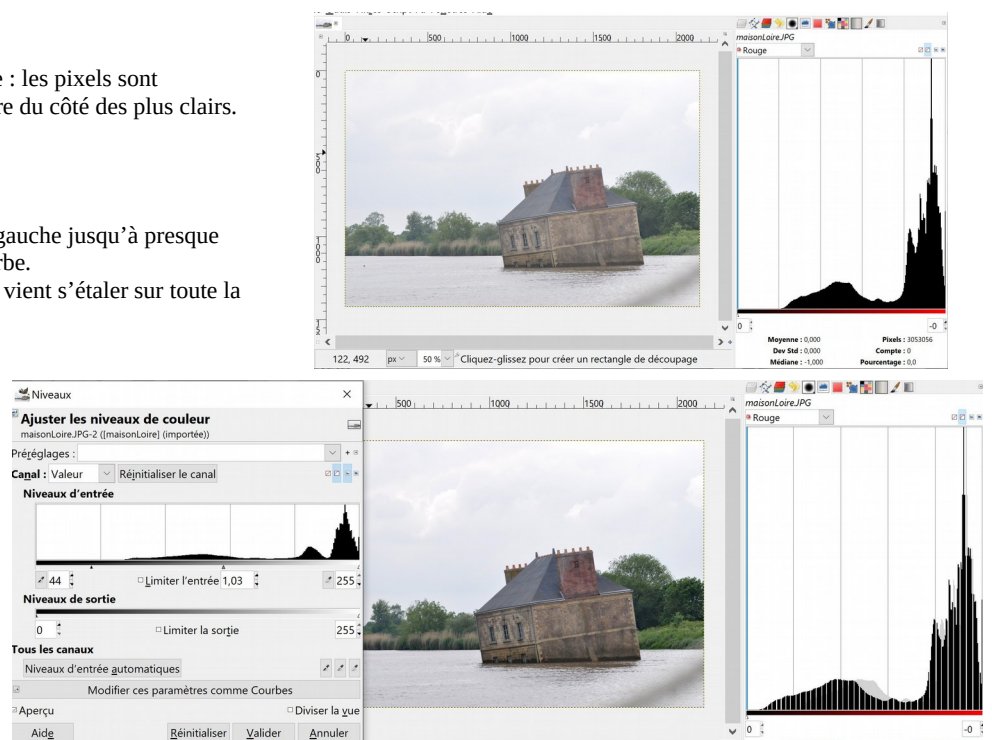 : les pixels sont
du côté des plus clairs.
gauche jusqu’à presque
vient s’étaler sur toute la
0 500 1000 1500 2000
0
500
1000
122, 492 px 50 % Cliquez-glissez pour créer un rectangle de découpage
maisonLoire.JPG
Rouge
0 -0
Moyenne : 0,000 Pixels : 3053056
Dev Std : 0,000 Compte : 0
Médiane : -1,000 Pourcentage : 0,0
Niveaux
Ajuster les niveaux de couleur
maisonLoire.JPG-2 ([maisonLoire] (importée))
Préréglages :
Canal : Valeur Réinitialiser le canal
Niveaux d’entrée
44 Limiter l’entrée 1,03 255
Niveaux de sortie
0 Limiter la sortie 255
Tous les canaux
Niveaux d’entrée automatiques
Modifier ces paramètres comme Courbes
Aperçu Diviser la vue
Aide Réinitialiser Valider Annuler
500 1000 1500 2000
maisonLoire.JPG
Rouge
0 -0